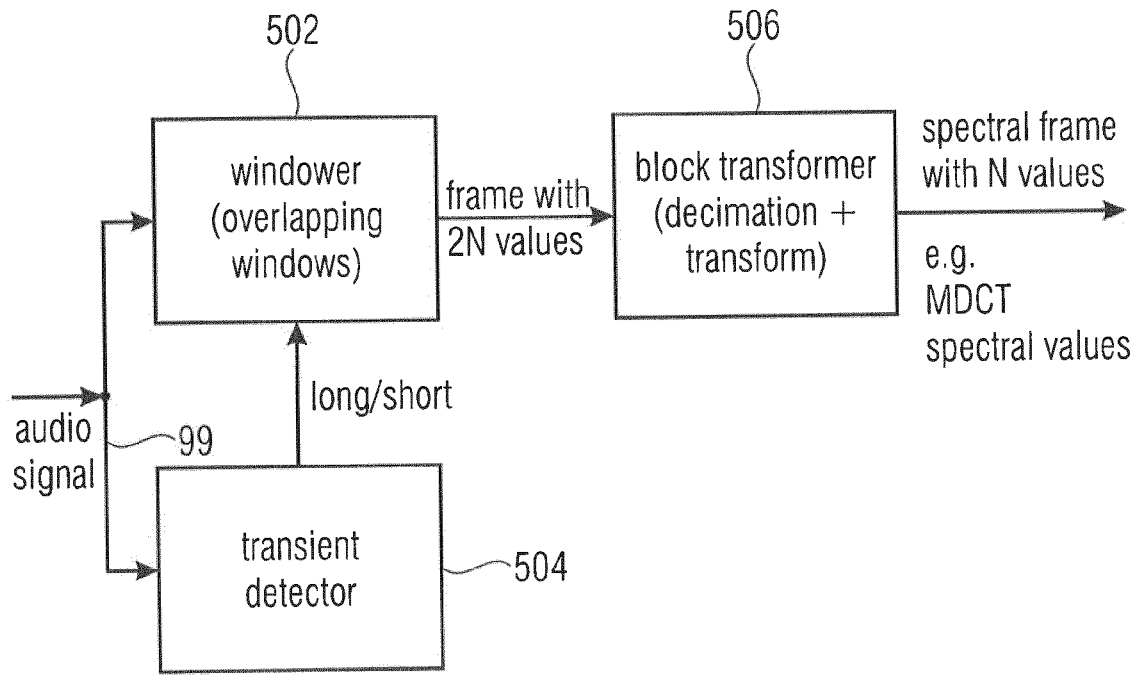 502
506
windower
(overlapping
windows)
frame with
2N values
block transformer
(decimation +
transform)
spectral frame
with N values
e.g.
MDCT
spectral values
long/short
audio
signal
99
transient
detector
504